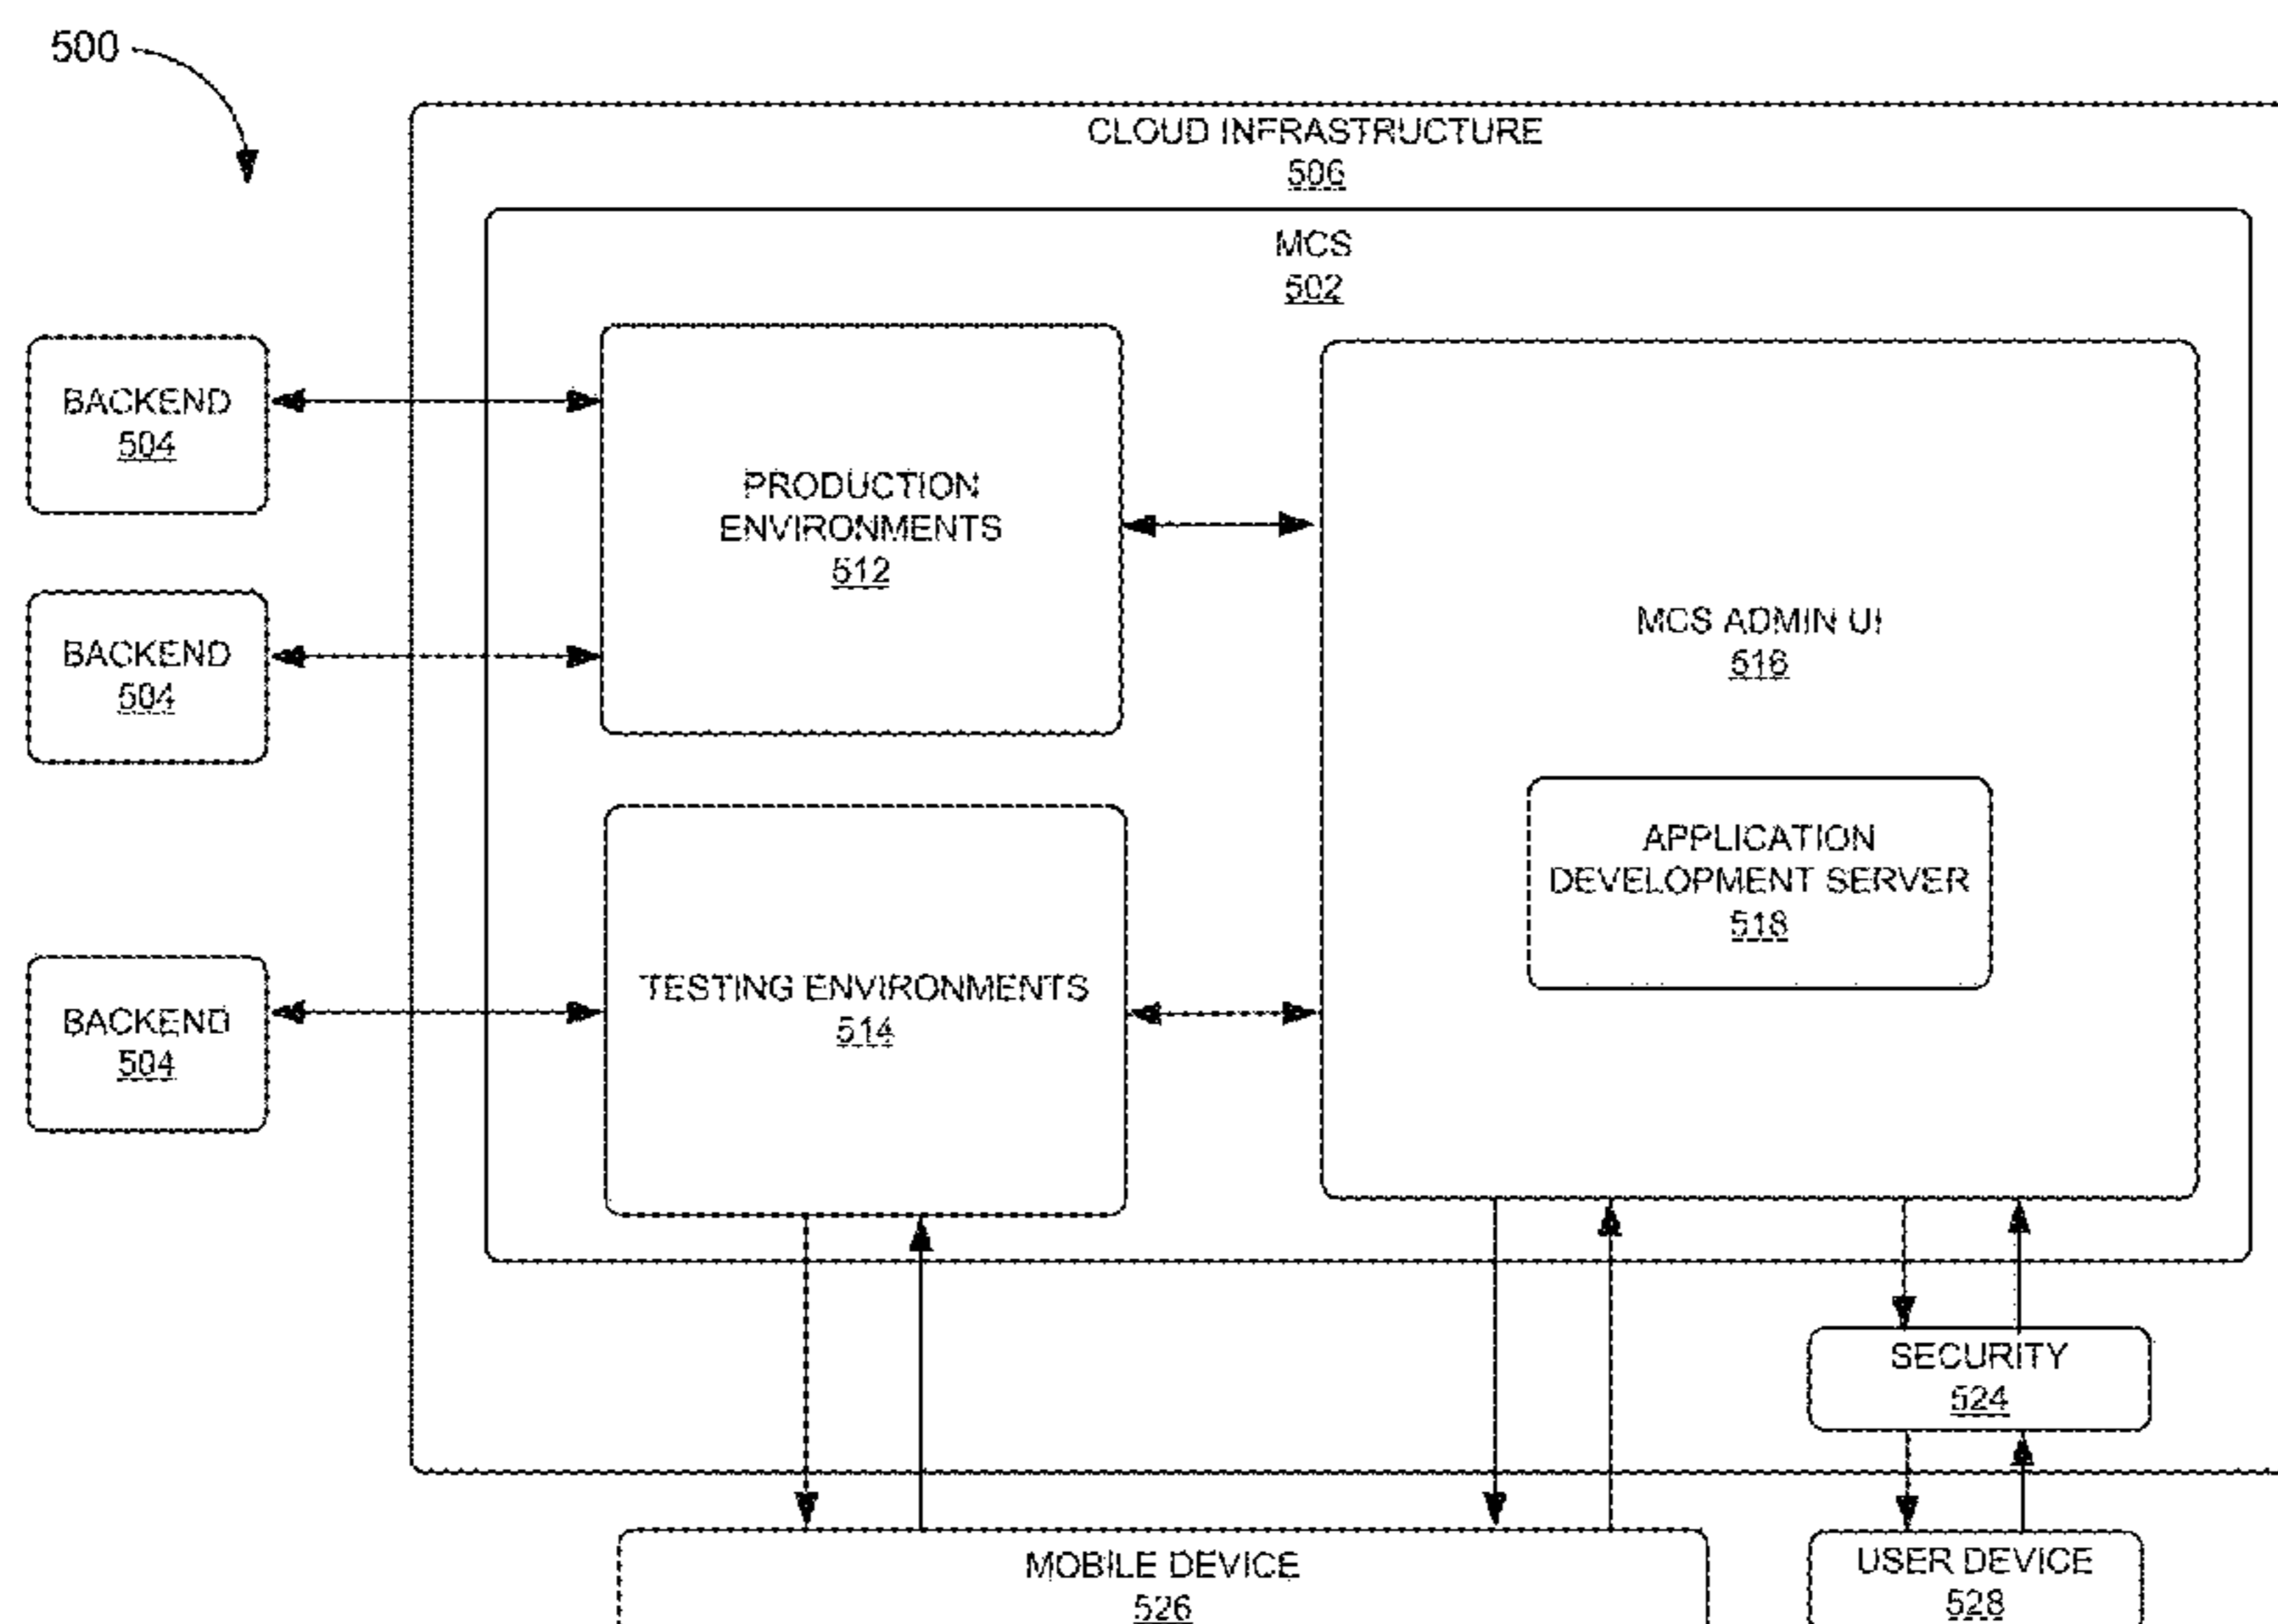 500
CLOUD INFRASTRUCTURE
506
MCS
502
BACKEND
504
PRODUCTION
ENVIRONMENTS
512
BACKEND
504
MCS ADMIN UI
516
APPLICATION
DEVELOPMENT SERVER
518
TESTING ENVIRONMENTS
514
BACKEND
504
SECURITY
524
MOBILE DEVICE
526
USER DEVICE
528